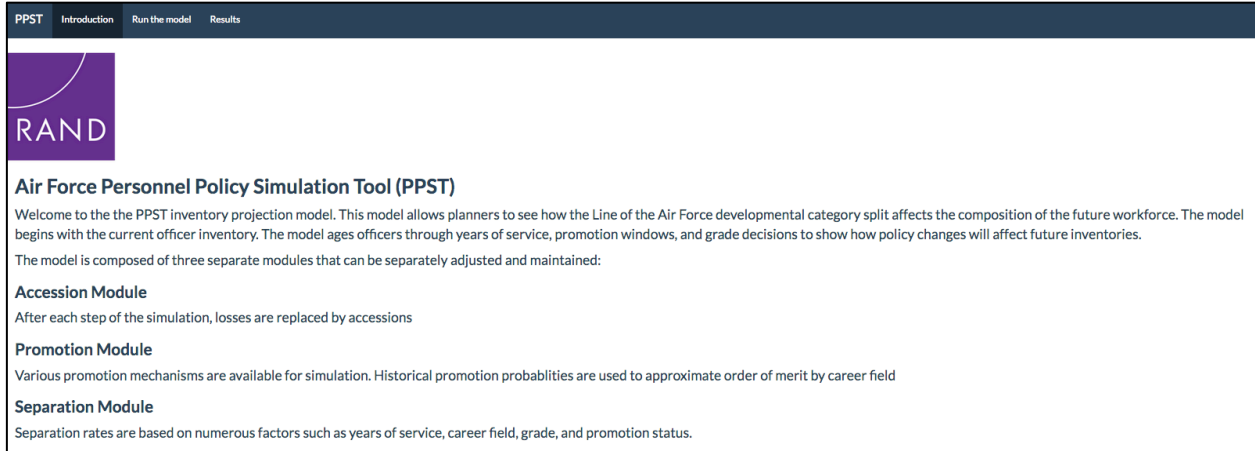 PPST Introduction Run the model Results
RAND
Air Force Personnel Policy Simulation Tool (PPST)
Welcome to the the PPST inventory projection model. This model allows planners to see how the Line of the Air Force developmental category split affects the composition of the future workforce. The model
begins with the current officer inventory. The model ages officers through years of service, promotion windows, and grade decisions to show how policy changes will affect future inventories.
The model is composed of three separate modules that can be separately adjusted and maintained:
Accession Module
After each step of the simulation, losses are replaced by accessions
Promotion Module
Various promotion mechanisms are available for simulation. Historical promotion probablities are used to approximate order of merit by career field
Separation Module
Separation rates are based on numerous factors such as years of service, career field, grade, and promotion status.